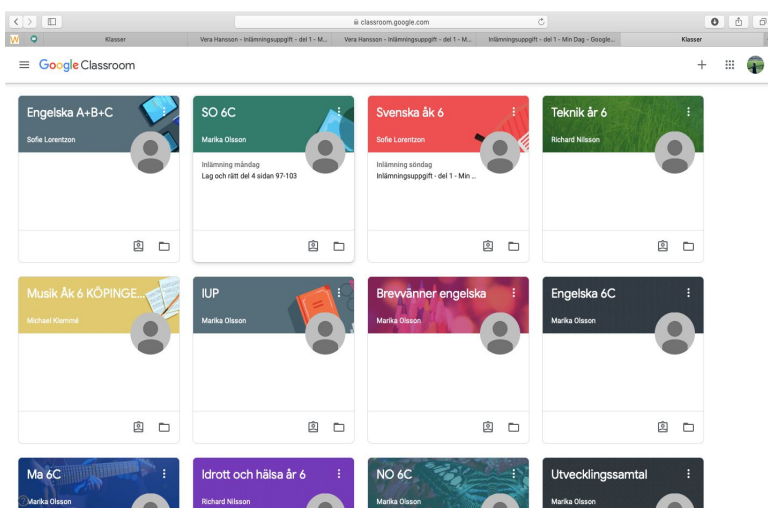 classroom.google.com
W
Klasser
Vera Hansson - Inlämningsuppgift - del 1 - M...
Vera Hansson - Inlämningsuppgift - del 1 - M...
Inlämningsuppgift - del 1 - Min Dag - Google...
Klasser
Google Classroom
Engelska A+B+C
Sofie Lorentzon
SO 6C
Marika Olsson
Inlämning måndag
Lag och rätt del 4 sidan 97-103
Svenska åk 6
Sofie Lorentzon
Inlämning söndag
Inlämningsuppgift - del 1 - Min ...
Teknik år 6
Richard Nilsson
Musik Åk 6 KÖPINGE...
Michael Klemmé
IUP
Marika Olsson
Brevvänner engelska
Marika Olsson
Engelska 6C
Marika Olsson
Ma 6C
Marika Olsson
Idrott och hälsa år 6
Richard Nilsson
NO 6C
Marika Olsson
Utvecklingssamtal
Marika Olsson